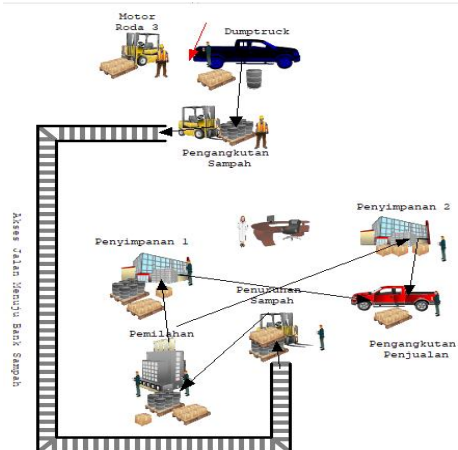 Motor
Roda 3
Dumptruck
Pengangkutan
Sampah
Akses Jalan Menuju Bank Sampah
Penyimpanan 2
Penyimpanan 1
Penurunan
Sampah
Pemilahan
Pengangkutan
Penjualan